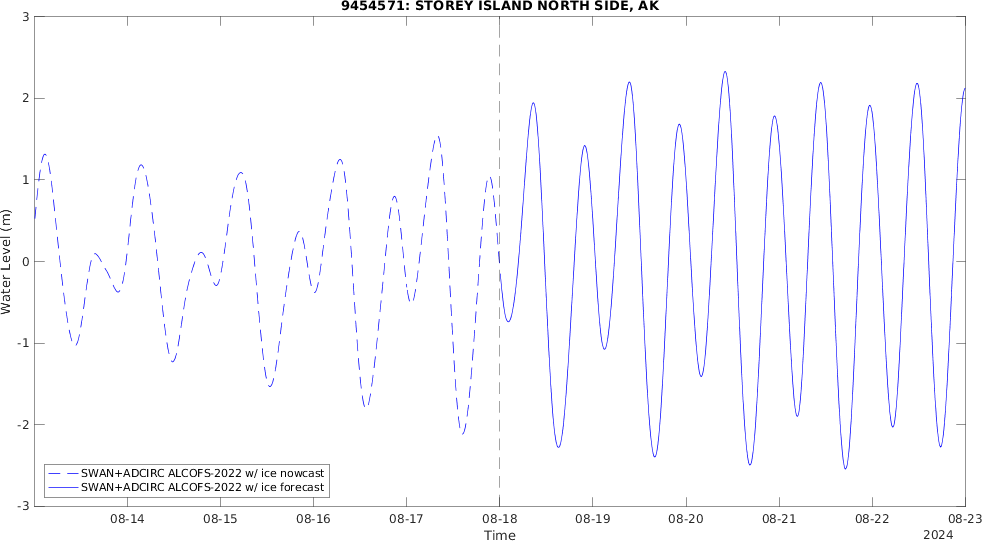 9454571: STOREY ISLAND NORTH SIDE, AK
3
2
1
0
-1
-2
-3
Water Level (m)
SWAN+ADCIRC ALCOFS-2022 w/ ice nowcast
SWAN+ADCIRC ALCOFS-2022 w/ ice forecast
08-14 08-15 08-16 08-17 08-18 08-19 08-20 08-21 08-22 08-23
Time
2024